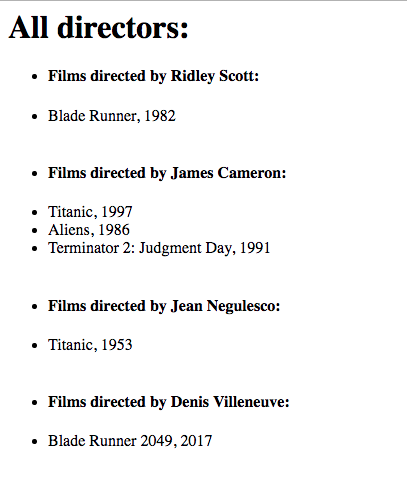 All directors:
• Films directed by Ridley Scott:
• Blade Runner, 1982
• Films directed by James Cameron:
• Titanic, 1997
• Aliens, 1986
• Terminator 2: Judgment Day, 1991
• Films directed by Jean Negulesco:
• Titanic, 1953
• Films directed by Denis Villeneuve:
• Blade Runner 2049, 2017